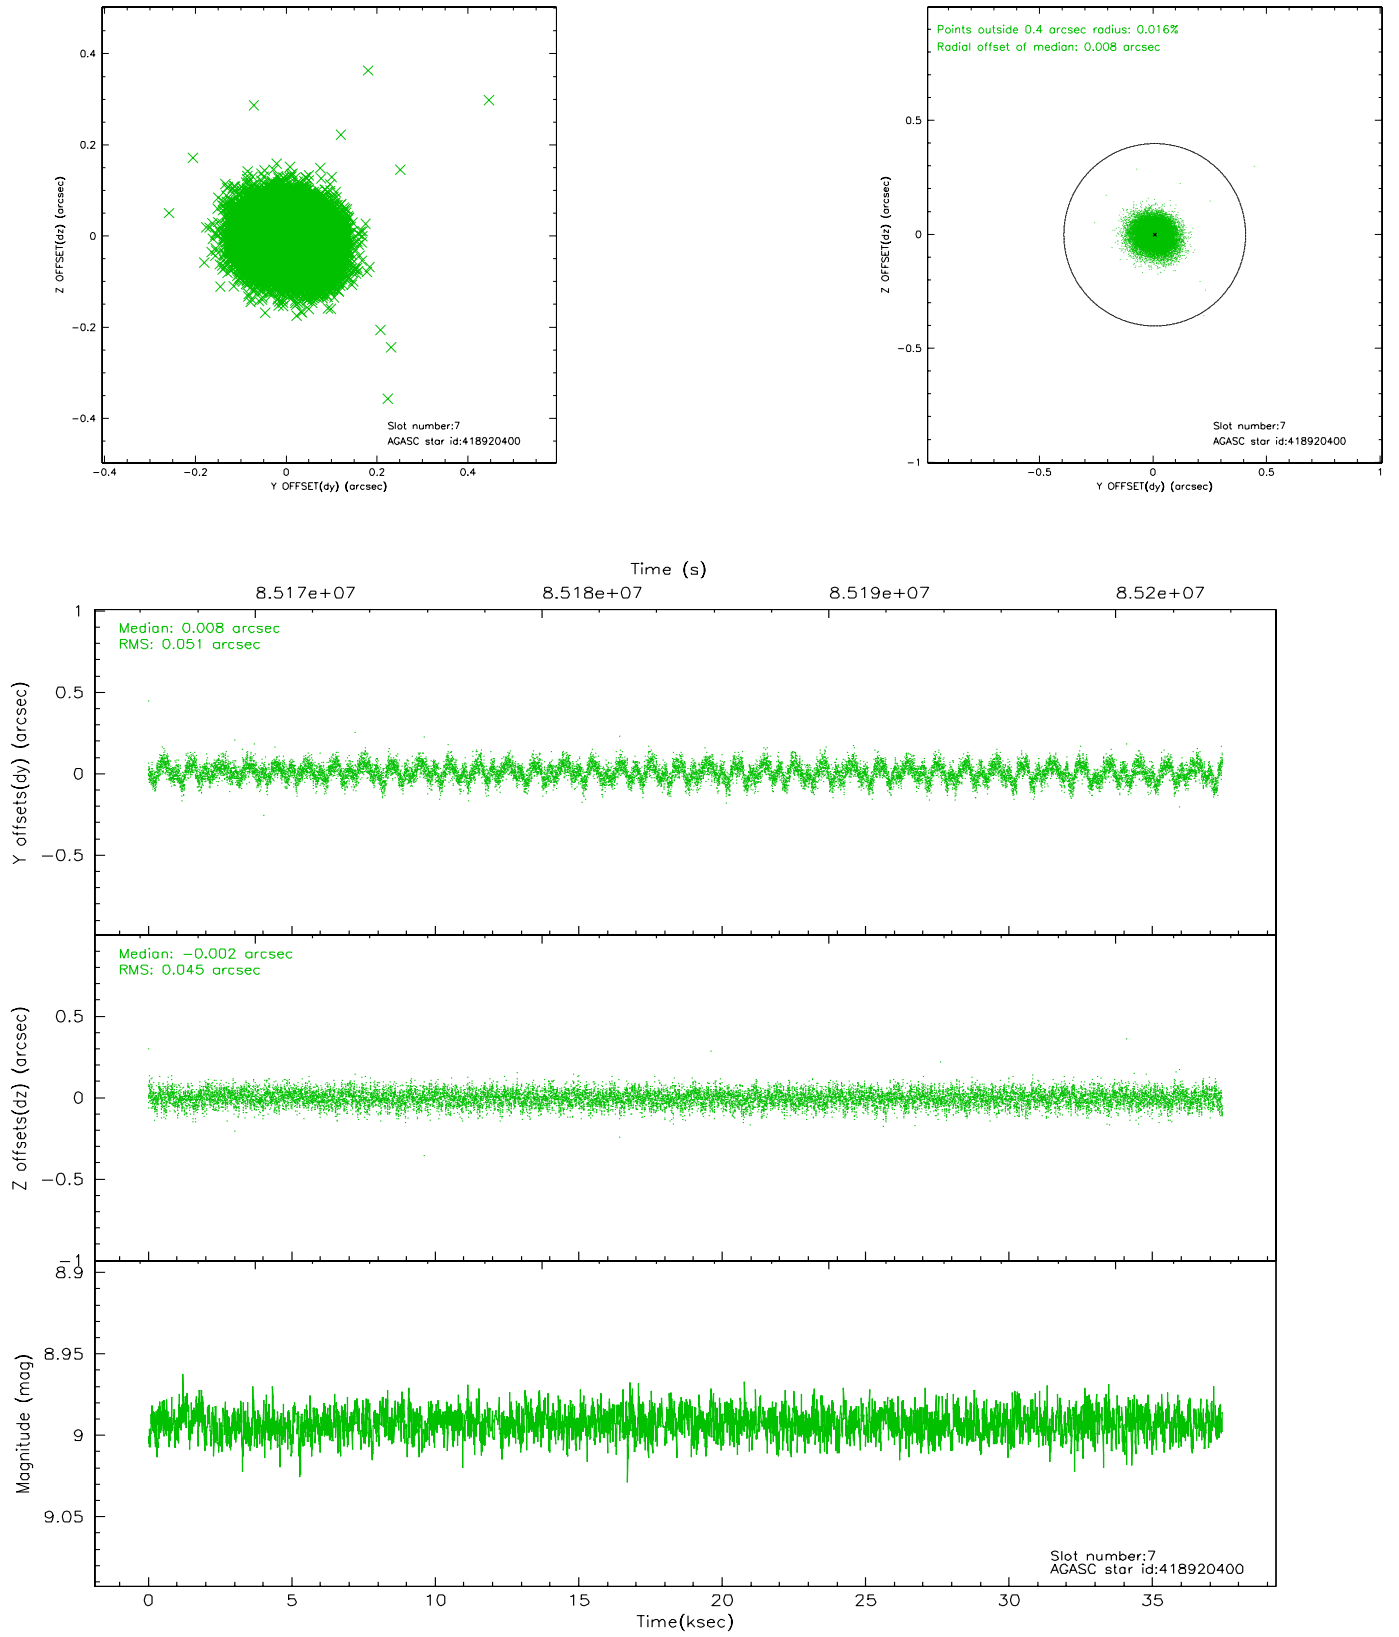 0.4
0.2
0
−0.2
−0.4
Z OFFSET(dz) (arcsec)
−0.4
−0.2
0
0.2
0.4
Y OFFSET(dy) (arcsec)
Slot number:7
AGASC star id:418920400
Points outside 0.4 arcsec radius: 0.016%
Radial offset of median: 0.008 arcsec
0.5
0
−0.5
−1
Z OFFSET(dz) (arcsec)
−0.5
0
0.5
1
Y OFFSET(dy) (arcsec)
Slot number:7
AGASC star id:418920400
Time (s)
8.517e+07
8.518e+07
8.519e+07
8.52e+07
Median: 0.008 arcsec
RMS: 0.051 arcsec
1
0.5
0
−0.5
Y offsets(dy) (arcsec)
Median: −0.002 arcsec
RMS: 0.045 arcsec
0.5
0
−0.5
−1
Z offsets(dz) (arcsec)
8.9
8.95
9
9.05
Magnitude (mag)
Slot number:7
AGASC star id:418920400
0
5
10
15
20
25
30
35
Time(ksec)